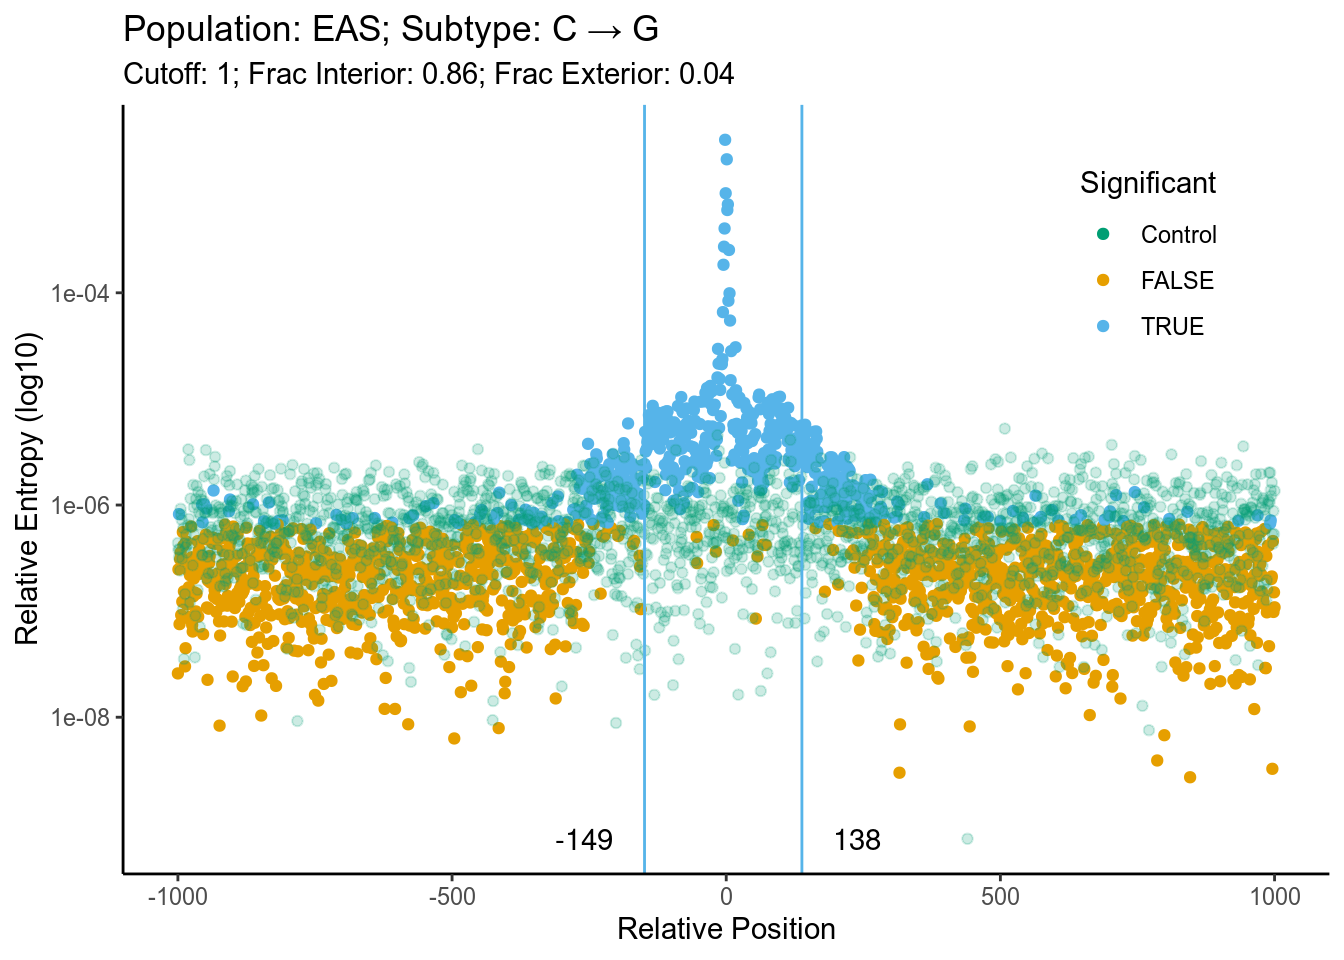 Population: EAS; Subtype: C → G
Cutoff: 1; Frac Interior: 0.86; Frac Exterior: 0.04
Relative Entropy (log10)
1e-04
1e-06
1e-08
Significant
Control
FALSE
TRUE
-149
138
-1000
-500
0
500
1000
Relative Position